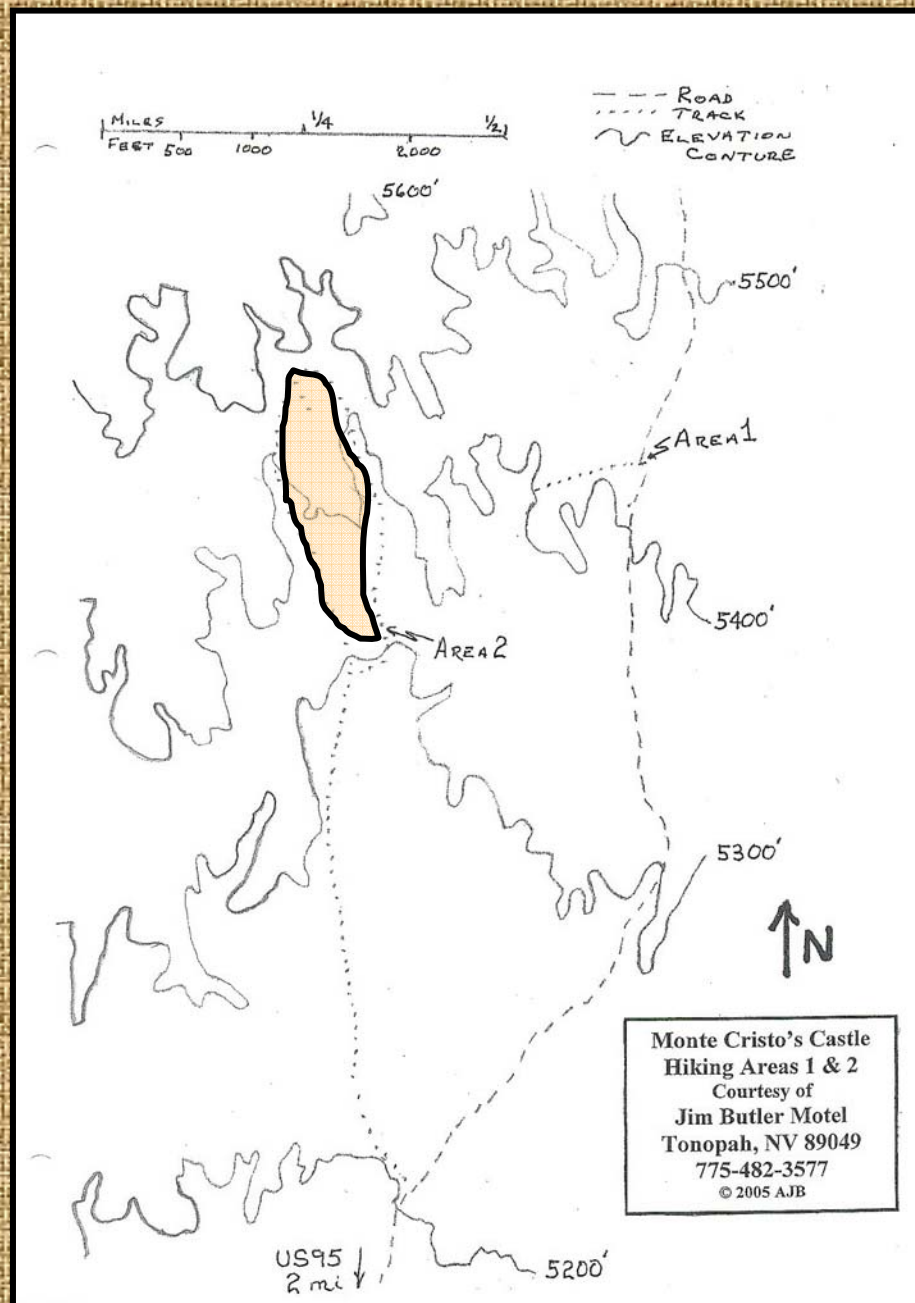 MILES 1/4 1/2
FEET 500 1000 2000
ROAD
TRACK
ELEVATION
CONTURE
5600'
5500'
AREA 1
5400'
AREA 2
5300'
N
Monte Cristo's Castle
Hiking Areas 1 & 2
Courtesy of
Jim Butler Motel
Tonopah, NV 89049
775-482-3577
© 2005 AJB
US95
2 mi
5200'